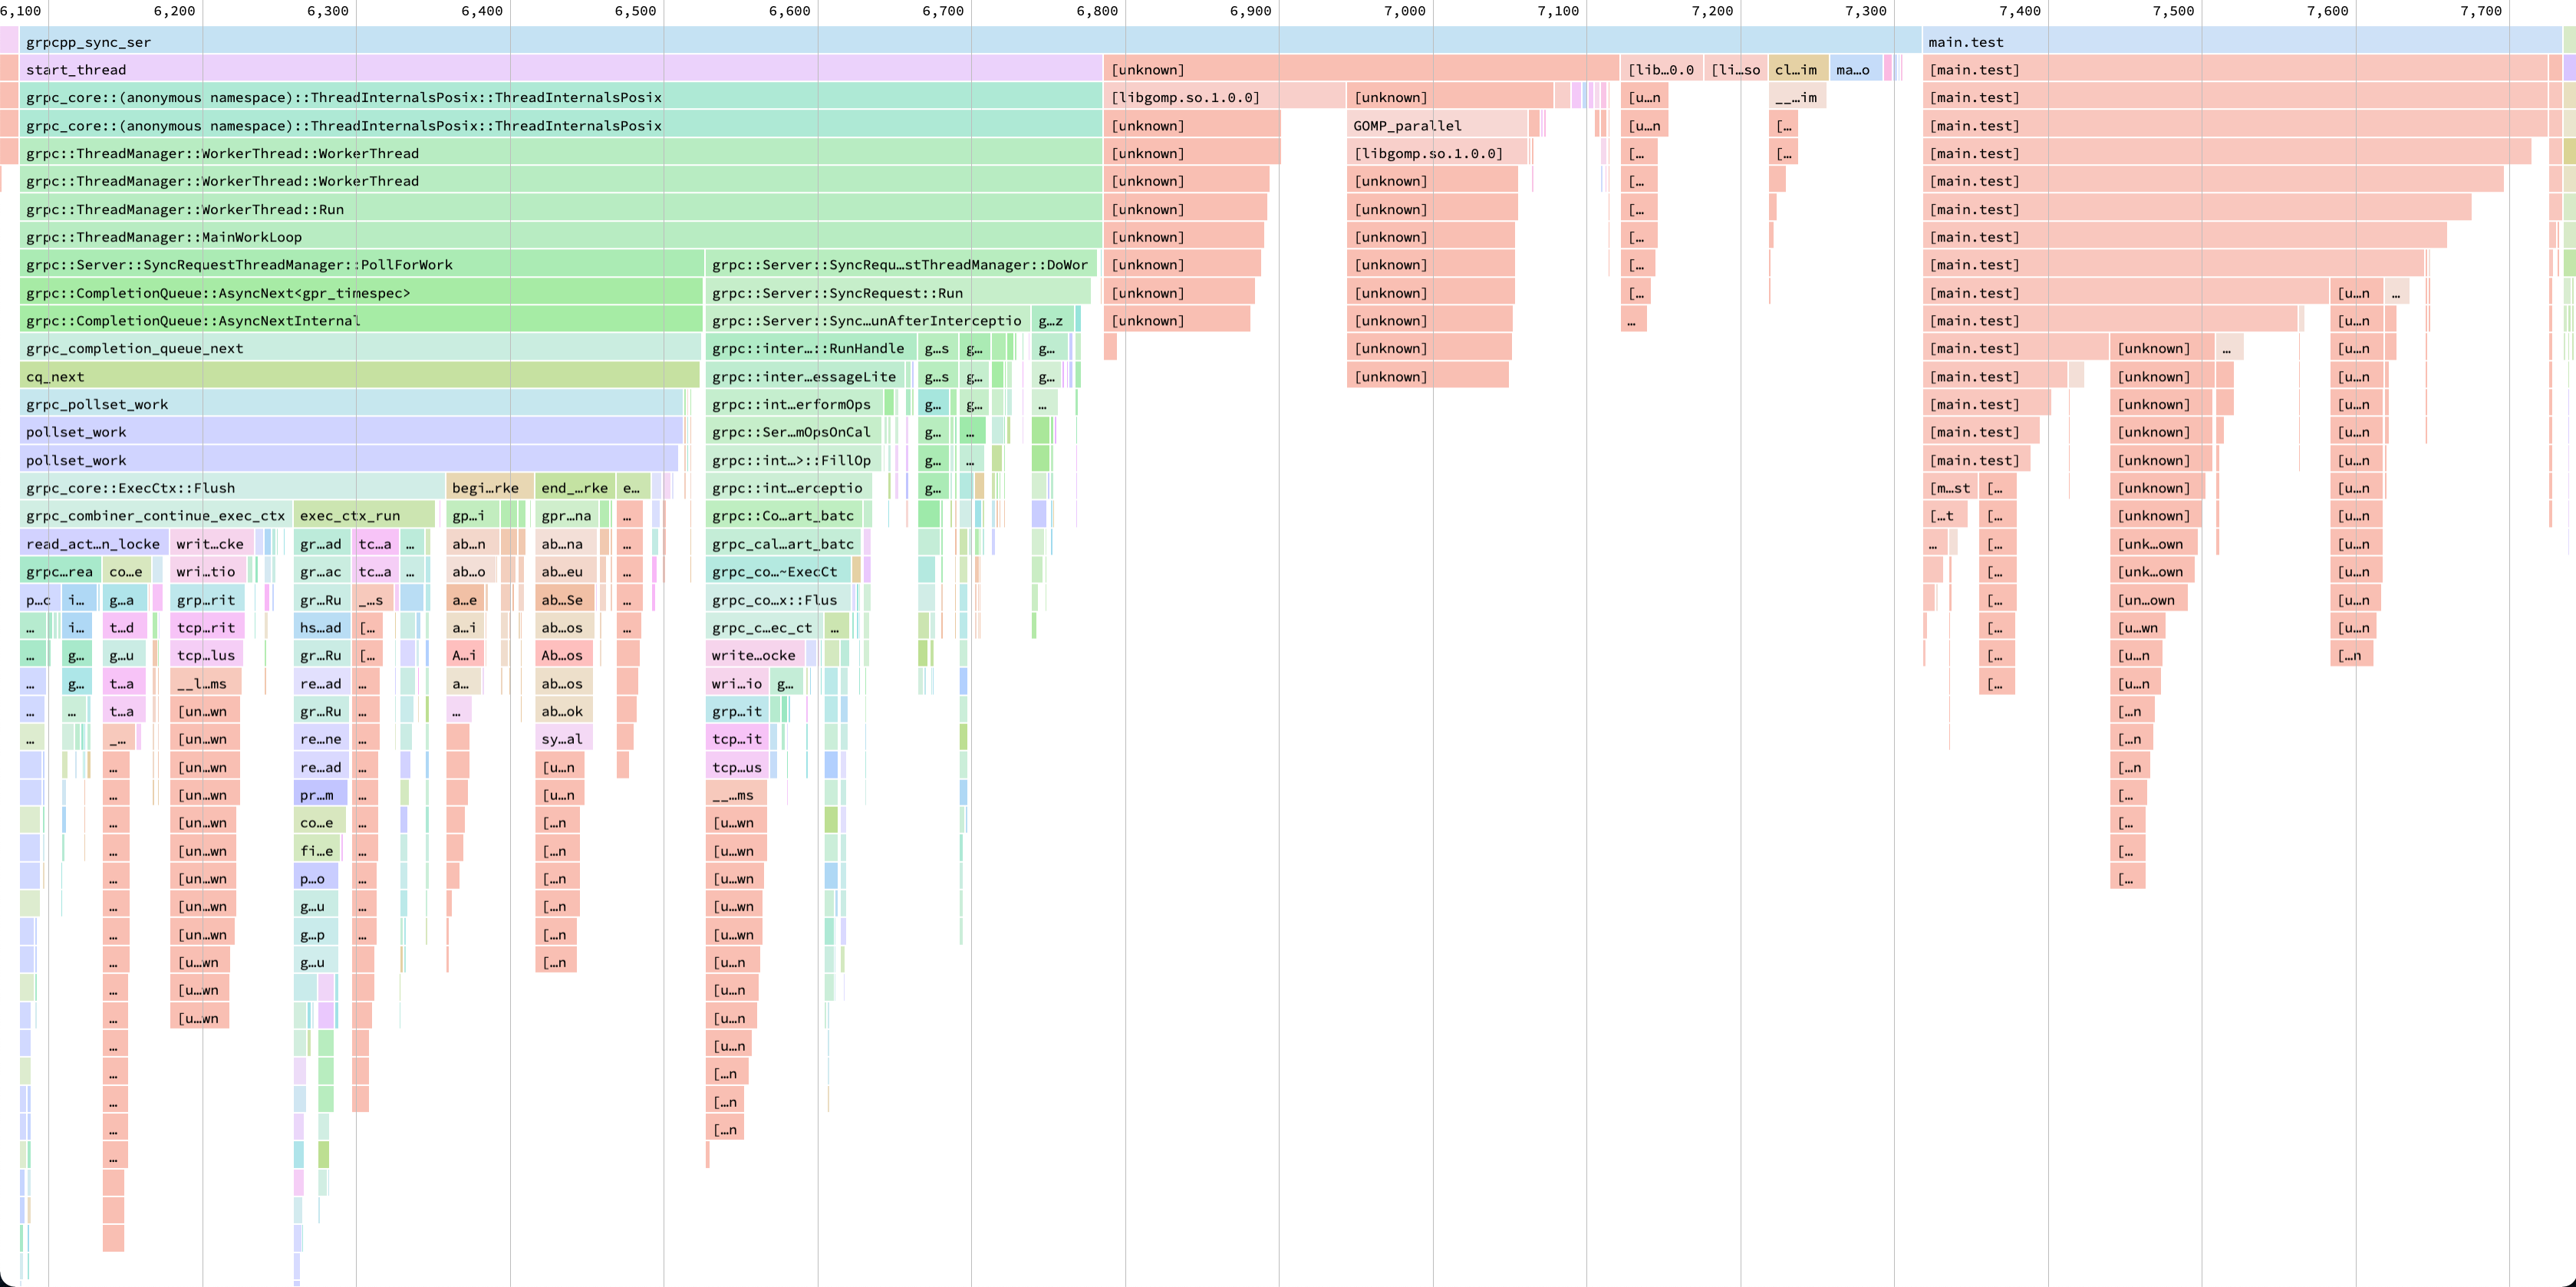 6,100 6,200 6,300 6,400 6,500 6,600 6,700 6,800 6,900 7,000 7,100 7,200 7,300 7,400 7,500 7,600 7,700
grpcpp_sync_ser main.test
start_thread [unknown] [lib…0.0 [li…so cl…im ma…o [main.test]
grpc_core::(anonymous namespace)::ThreadInternalsPosix::ThreadInternalsPosix [libgomp.so.1.0.0] [unknown] [u…n __…im [main.test]
grpc_core::(anonymous namespace)::ThreadInternalsPosix::ThreadInternalsPosix [unknown] GOMP_parallel [u…n [… [main.test]
grpc::ThreadManager::WorkerThread::WorkerThread [unknown] [libgomp.so.1.0.0] [… [… [main.test]
grpc::ThreadManager::WorkerThread::WorkerThread [unknown] [unknown] [… [main.test]
grpc::ThreadManager::WorkerThread::Run [unknown] [unknown] [… [main.test]
grpc::ThreadManager::MainWorkLoop [unknown] [unknown] [… [main.test]
grpc::Server::SyncRequestThreadManager::PollForWork grpc::Server::SyncRequ…stThreadManager::DoWor [unknown] [unknown] [… [main.test]
grpc::CompletionQueue::AsyncNext<gpr_timespec> grpc::Server::SyncRequest::Run [unknown] [unknown] [… [main.test] [u…n …
grpc::CompletionQueue::AsyncNextInternal grpc::Server::Sync…unAfterInterceptio g…z [unknown] [unknown] … [main.test] [u…n
grpc_completion_queue_next grpc::inter…::RunHandle g…s g… g… [unknown] [main.test] [unknown] … [u…n
cq_next grpc::inter…essageLite g…s g… g… [unknown] [main.test] [unknown] [u…n
grpc_pollset_work grpc::int…erformOps g… g… … [main.test] [unknown] [u…n
pollset_work grpc::Ser…mOpsOnCal g… … [main.test] [unknown] [u…n
pollset_work grpc::int…>::FillOp g… … [main.test] [unknown] [u…n
grpc_core::ExecCtx::Flush begi…rke end_…rke e… grpc::int…erceptio g… [m…st [… [unknown] [u…n
grpc_combiner_continue_exec_ctx exec_ctx_run gp…i gpr…na … grpc::Co…art_batc […t [… [unknown] [u…n
read_act…n_locke writ…cke gr…ad tc…a … ab…n ab…na … grpc_cal…art_batc … [… [unk…own [u…n
grpc…rea co…e wri…tio gr…ac tc…a … ab…o ab…eu … grpc_co…~ExecCt [… [unk…own [u…n
p…c i… g…a grp…rit gr…Ru _…s a…e ab…Se … grpc_co…x::Flus [… [un…own [u…n
… i… t…d tcp…rit hs…ad [… a…i ab…os … grpc_c…ec_ct … [… [u…wn [u…n
… g… g…u tcp…lus gr…Ru [… A…i Ab…os write…ocke [… [u…n […n
… g… t…a __l…ms re…ad … a… ab…os wri…io g… [… [u…n
… … t…a [un…wn gr…Ru … … ab…ok grp…it […n
… _… [un…wn re…ne … sy…al tcp…it […n
… [un…wn re…ad … [u…n tcp…us […n
… [un…wn pr…m … [u…n __…ms […
… [un…wn co…e … […n [u…wn […
… [un…wn fi…e … […n [u…wn […
… [un…wn p…o … […n [u…wn […
… [un…wn g…u … […n [u…wn
… [un…wn g…p … […n [u…wn
… [u…wn g…u […n [u…n
… [u…wn [u…n
… [u…wn [u…n
… [u…n
… […n
… […n
… […n
…